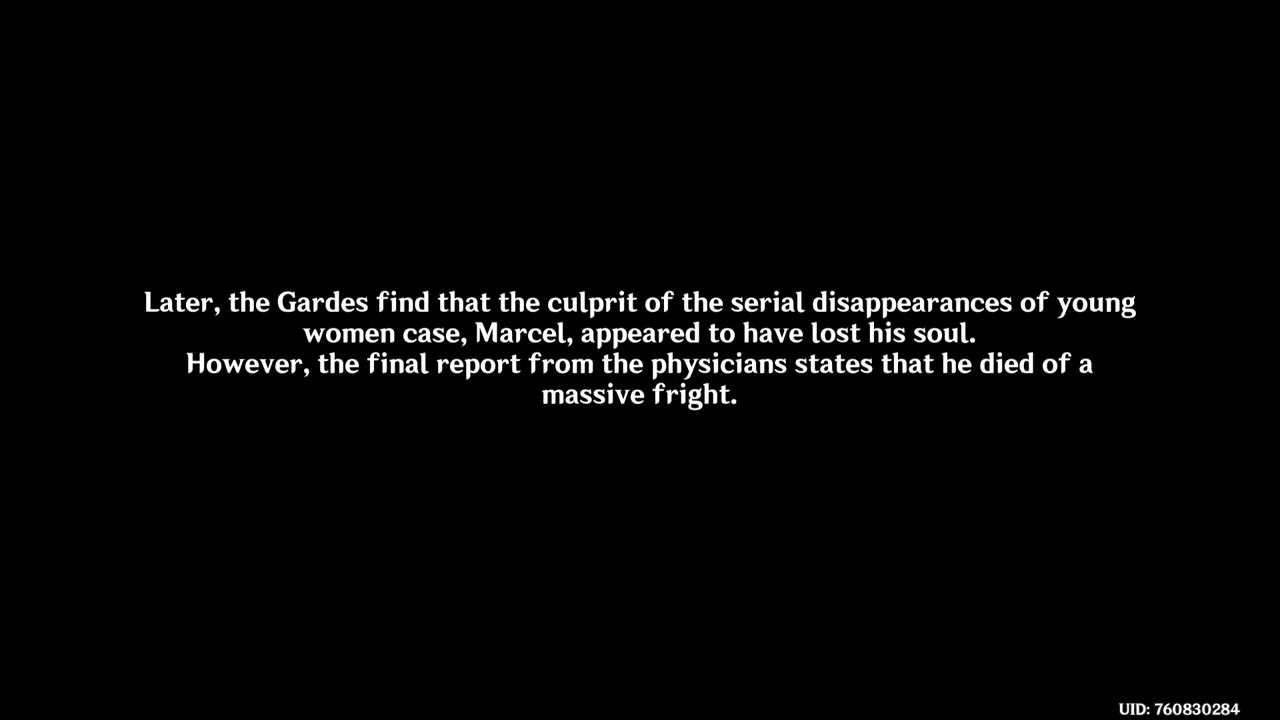 Later, the Gardes find that the culprit of the serial disappearances of young
women case, Marcel, appeared to have lost his soul.
However, the final report from the physicians states that he died of a
massive fright.
UID: 760830284